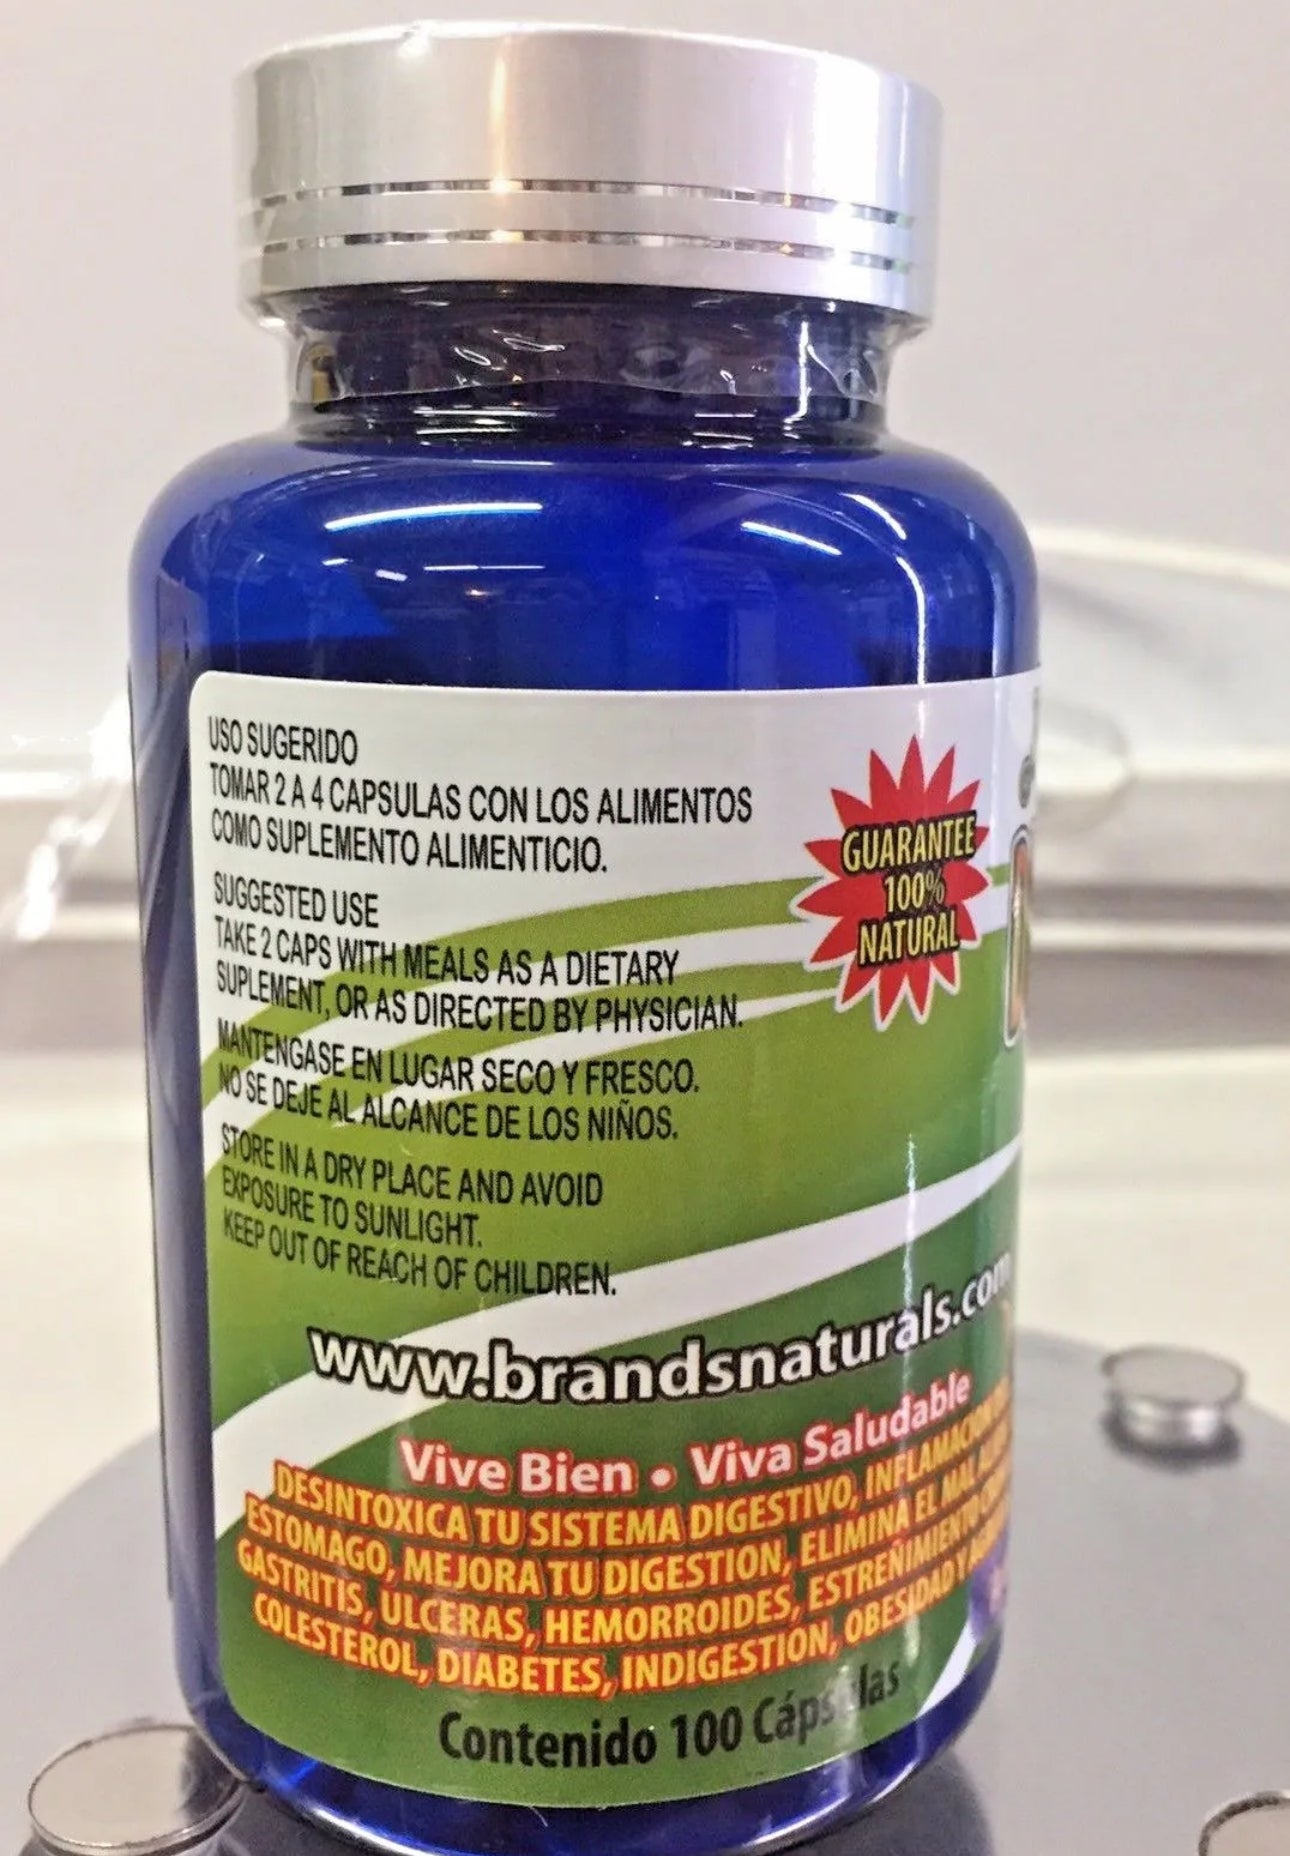 USO SUGERIDO
TOMAR 2 A 4 CAPSULAS CON LOS ALIMENTOS
COMO SUPLEMENTO ALIMENTICIO.
SUGGESTED USE
TAKE 2 CAPS WITH MEALS AS A DIETARY
SUPLEMENT, OR AS DIRECTED BY PHYSICIAN.
MANTENGASE EN LUGAR SECO Y FRESCO.
NO SE DEJE AL ALCANCE DE LOS NIÑOS.
STORE IN A DRY PLACE AND AVOID
EXPOSURE TO SUNLIGHT.
KEEP OUT OF REACH OF CHILDREN.
GUARANTEE
100%
NATURAL
www.brandsnaturals.com
Vive Bien • Viva Saludable
DESINTOXICA TU SISTEMA DIGESTIVO, INFLAMACION
ESTOMAGO, MEJORA TU DIGESTION, ELIMINA EL MAL
GASTRITIS, ULCERAS, HEMORROIDES, ESTREÑIMIENTO
COLESTEROL, DIABETES, INDIGESTION, OBESIDAD Y
Contenido 100 Cápsulas